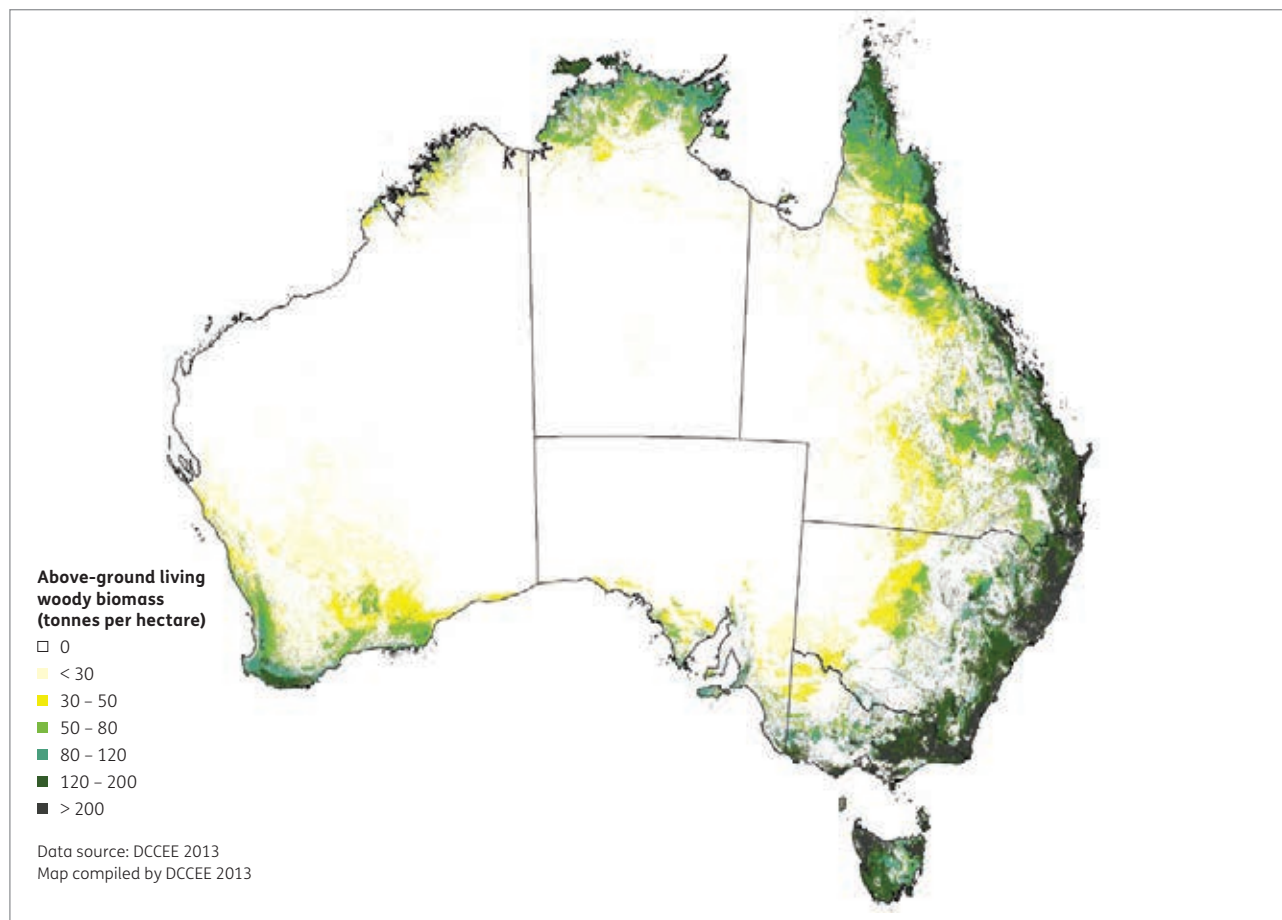 Above-ground living
woody biomass
(tonnes per hectare)
0
< 30
30 – 50
50 – 80
80 – 120
120 – 200
> 200
Data source: DCCEE 2013
Map compiled by DCCEE 2013